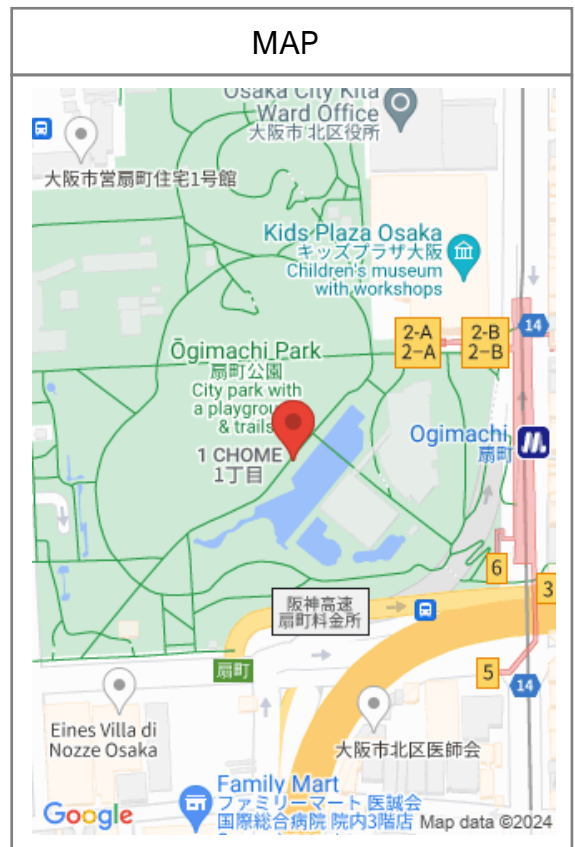 MAP
Osaka City Kita
Ward Office
大阪市 北区役所
大阪市営扇町住宅1号館
Kids Plaza Osaka
キッズプラザ大阪
Children's museum
with workshops
2-A
2-A
2-B
2-B
14
Ōgimachi Park
扇町公園
City park with
a playgrou
& trails
1 CHOME
1丁目
Ogimachi
扇町
6
3
阪神高速
扇町料金所
扇町
5
14
Eines Villa di
Nozze Osaka
大阪市北区医師会
Family Mart
ファミリーマート 医誠会
国際総合病院 院内3階店
Google
Map data ©2024